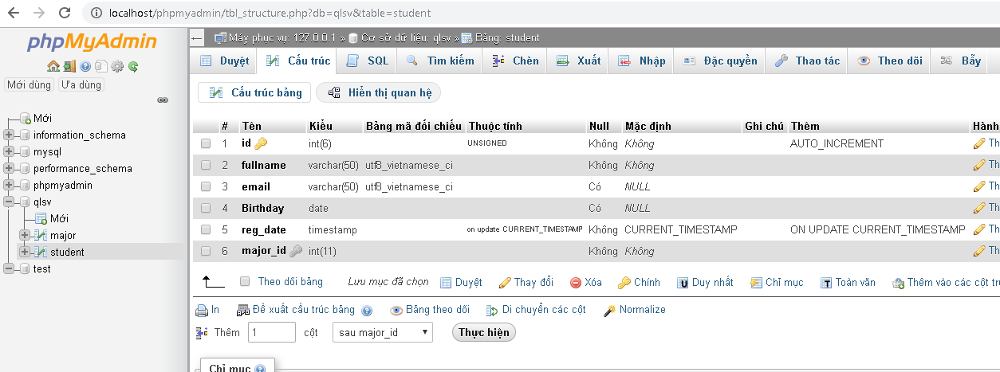 localhost/phpmyadmin/tbl_structure.php?db=qlsv&table=student
phpMyAdmin
Mới dùng Ưa dùng
Mới
information_schema
mysql
performance_schema
phpmyadmin
qlsv
Mới
major
student
test
Máy phục vụ: 127.0.0.1 » Cơ sở dữ liệu: qlsv » Bảng: student
Duyệt Cấu trúc SQL Tìm kiếm Chèn Xuất Nhập Đặc quyền Thao tác Theo dõi Bẫy
Cấu trúc bảng Hiển thị quan hệ
# Tên Kiểu Bảng mã đối chiếu Thuộc tính Null Mặc định Ghi chú Thêm Hành
1 id int(6) UNSIGNED Không Không AUTO_INCREMENT Th
2 fullname varchar(50) utf8_vietnamese_ci Không Không Th
3 email varchar(50) utf8_vietnamese_ci Có NULL Th
4 Birthday date Có NULL Th
5 reg_date timestamp on update CURRENT_TIMESTAMP Không CURRENT_TIMESTAMP ON UPDATE CURRENT_TIMESTAMP Th
6 major_id int(11) Không Không Th
Theo dõi bảng Lưu mục đã chọn Duyệt Thay đổi Xóa Chính Duy nhất Chỉ mục Toàn văn Thêm vào các cột tr
In Đề xuất cấu trúc bảng Bảng theo dõi Di chuyển các cột Normalize
Thêm 1 cột sau major_id Thực hiện
Chỉ mục